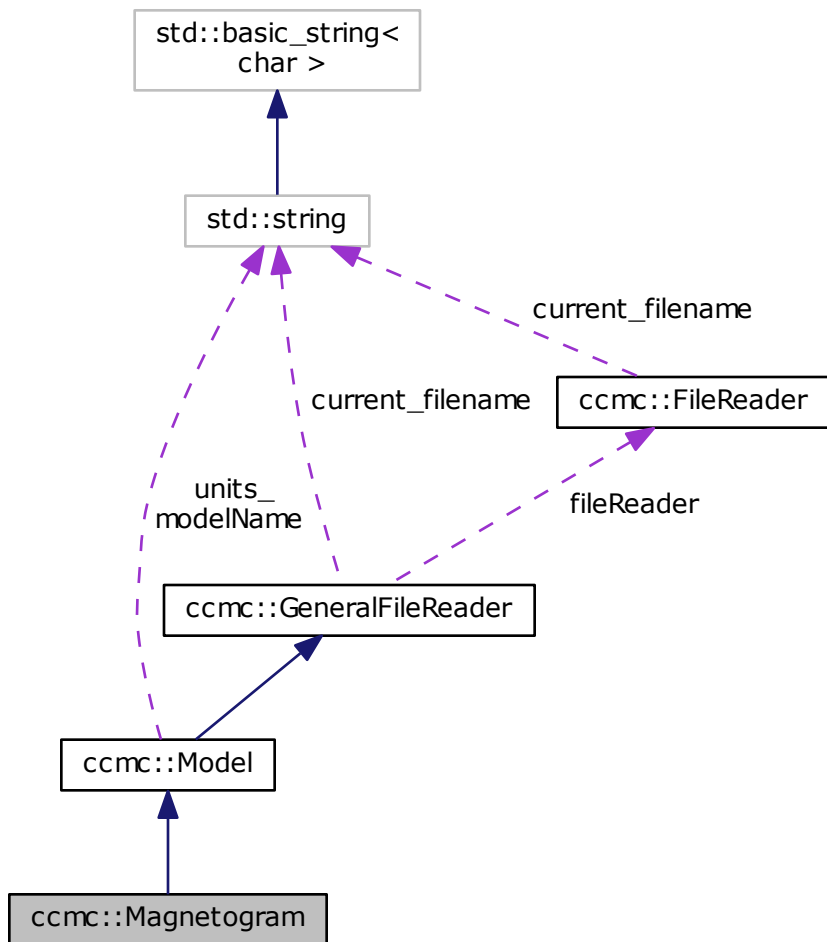 std::basic_string<
char >
std::string
current_filename
ccmc::FileReader
current_filename
units_
modelName
fileReader
ccmc::GeneralFileReader
ccmc::Model
ccmc::Magnetogram